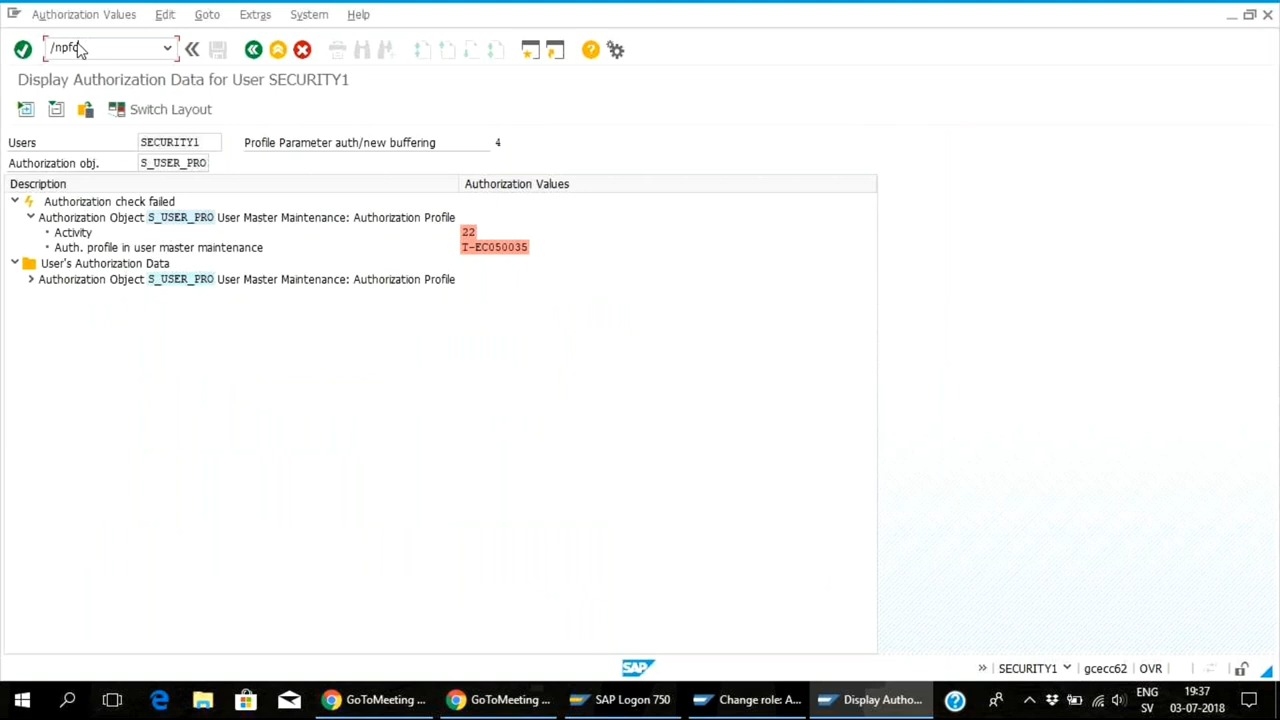 Authorization Values Edit Goto Extras System Help
/npfc
Display Authorization Data for User SECURITY1
Switch Layout
Users SECURITY1 Profile Parameter auth/new buffering 4
Authorization obj. S_USER_PRO
Description Authorization Values
Authorization check failed
Authorization Object S_USER_PRO User Master Maintenance: Authorization Profile
Activity 22
Auth. profile in user master maintenance T-EC050035
User's Authorization Data
Authorization Object S_USER_PRO User Master Maintenance: Authorization Profile
SAP SECURITY1 gcecc62 OVR
GoToMeeting ... GoToMeeting ... SAP Logon 750 Change role: A... Display Autho... ENG 19:37
SV 03-07-2018